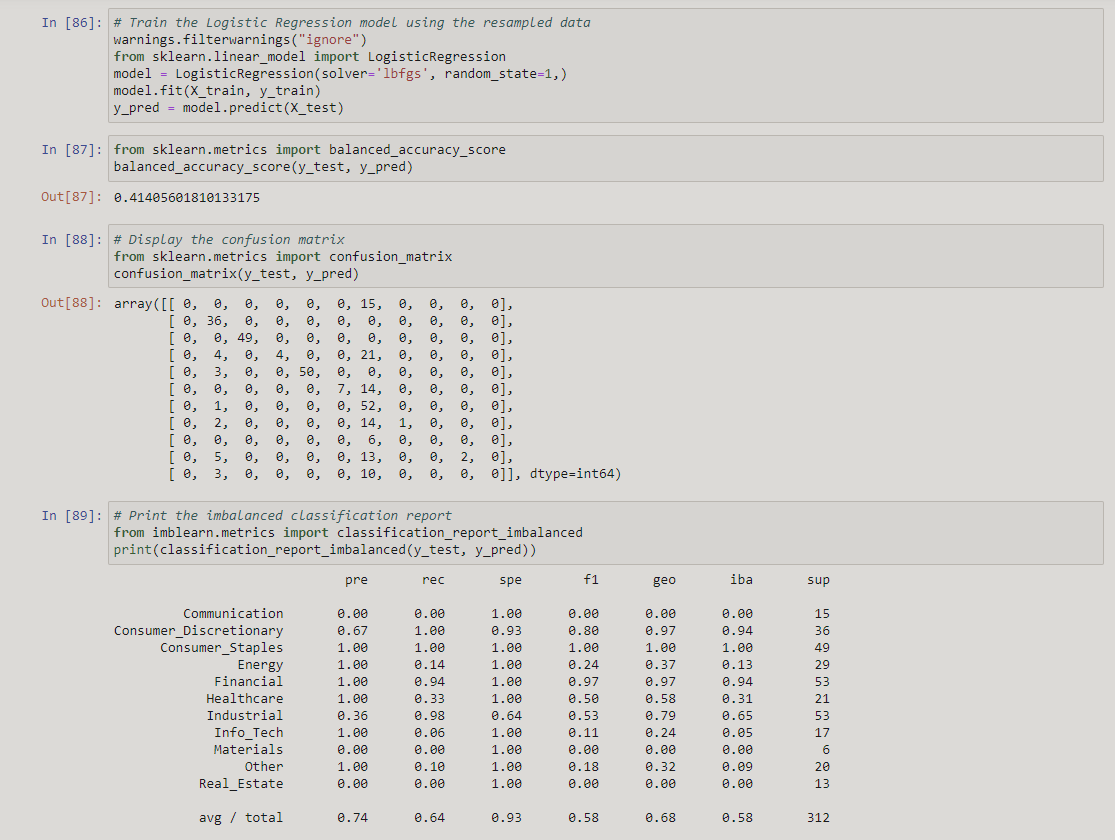 In [86]: # Train the Logistic Regression model using the resampled data
warnings.filterwarnings("ignore")
from sklearn.linear_model import LogisticRegression
model = LogisticRegression(solver='lbfgs', random_state=1,)
model.fit(X_train, y_train)
y_pred = model.predict(X_test)
In [87]: from sklearn.metrics import balanced_accuracy_score
balanced_accuracy_score(y_test, y_pred)
Out[87]: 0.41405601810133175
In [88]: # Display the confusion matrix
from sklearn.metrics import confusion_matrix
confusion_matrix(y_test, y_pred)
Out[88]: array([[ 0, 0, 0, 0, 0, 0, 15, 0, 0, 0, 0],
[ 0, 36, 0, 0, 0, 0, 0, 0, 0, 0, 0],
[ 0, 0, 49, 0, 0, 0, 0, 0, 0, 0, 0],
[ 0, 4, 0, 4, 0, 0, 21, 0, 0, 0, 0],
[ 0, 3, 0, 0, 50, 0, 0, 0, 0, 0, 0],
[ 0, 0, 0, 0, 0, 7, 14, 0, 0, 0, 0],
[ 0, 1, 0, 0, 0, 0, 52, 0, 0, 0, 0],
[ 0, 2, 0, 0, 0, 0, 14, 1, 0, 0, 0],
[ 0, 0, 0, 0, 0, 0, 6, 0, 0, 0, 0],
[ 0, 5, 0, 0, 0, 0, 13, 0, 0, 2, 0],
[ 0, 3, 0, 0, 0, 0, 10, 0, 0, 0, 0]], dtype=int64)
In [89]: # Print the imbalanced classification report
from imblearn.metrics import classification_report_imbalanced
print(classification_report_imbalanced(y_test, y_pred))
pre rec spe f1 geo iba sup
Communication 0.00 0.00 1.00 0.00 0.00 0.00 15
Consumer_Discretionary 0.67 1.00 0.93 0.80 0.97 0.94 36
Consumer_Staples 1.00 1.00 1.00 1.00 1.00 1.00 49
Energy 1.00 0.14 1.00 0.24 0.37 0.13 29
Financial 1.00 0.94 1.00 0.97 0.97 0.94 53
Healthcare 1.00 0.33 1.00 0.50 0.58 0.31 21
Industrial 0.36 0.98 0.64 0.53 0.79 0.65 53
Info_Tech 1.00 0.06 1.00 0.11 0.24 0.05 17
Materials 0.00 0.00 1.00 0.00 0.00 0.00 6
Other 1.00 0.10 1.00 0.18 0.32 0.09 20
Real_Estate 0.00 0.00 1.00 0.00 0.00 0.00 13
avg / total 0.74 0.64 0.93 0.58 0.68 0.58 312